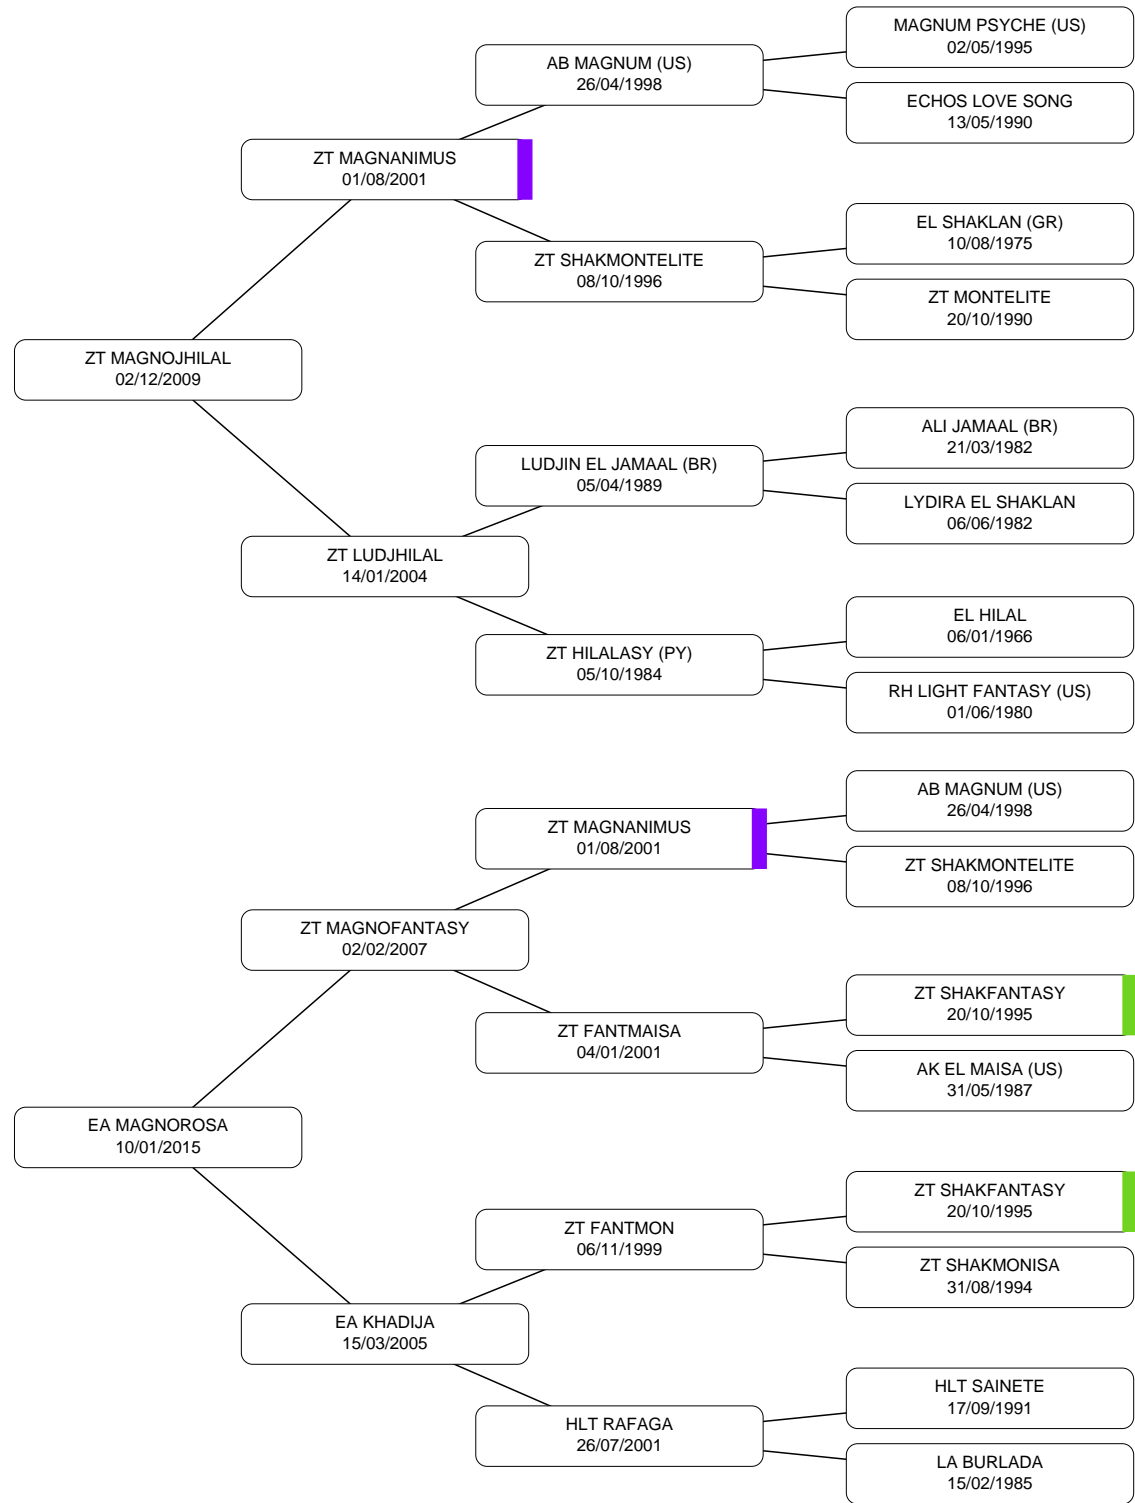 MAGNUM PSYCHE (US)
02/05/1995
AB MAGNUM (US)
26/04/1998
ECHOS LOVE SONG
13/05/1990
ZT MAGNANIMUS
01/08/2001
EL SHAKLAN (GR)
10/08/1975
ZT SHAKMONTELITE
08/10/1996
ZT MONTELITE
20/10/1990
ZT MAGNOJHILAL
02/12/2009
ALI JAMAAL (BR)
21/03/1982
LUDJIN EL JAMAAL (BR)
05/04/1989
LYDIRA EL SHAKLAN
06/06/1982
ZT LUDJHILAL
14/01/2004
EL HILAL
06/01/1966
ZT HILALASY (PY)
05/10/1984
RH LIGHT FANTASY (US)
01/06/1980
AB MAGNUM (US)
26/04/1998
ZT MAGNANIMUS
01/08/2001
ZT SHAKMONTELITE
08/10/1996
ZT MAGNOFANTASY
02/02/2007
ZT SHAKFANTASY
20/10/1995
ZT FANTMAISA
04/01/2001
AK EL MAISA (US)
31/05/1987
EA MAGNOROSA
10/01/2015
ZT SHAKFANTASY
20/10/1995
ZT FANTMON
06/11/1999
ZT SHAKMONISA
31/08/1994
EA KHADIJA
15/03/2005
HLT SAINETE
17/09/1991
HLT RAFAGA
26/07/2001
LA BURLADA
15/02/1985